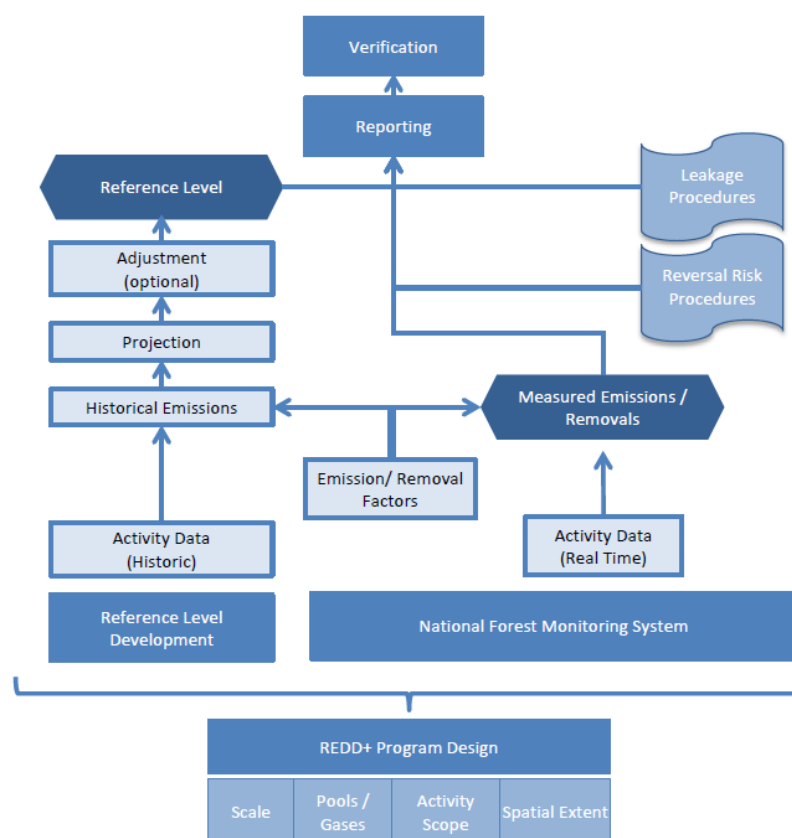 Verification
Reporting
Reference Level
Leakage
Procedures
Adjustment
(optional)
Reversal Risk
Procedures
Projection
Historical Emissions
Measured Emissions /
Removals
Emission/ Removal
Factors
Activity Data
(Historic)
Activity Data
(Real Time)
Reference Level
Development
National Forest Monitoring System
REDD+ Program Design
Scale
Pools /
Gases
Activity
Scope
Spatial Extent